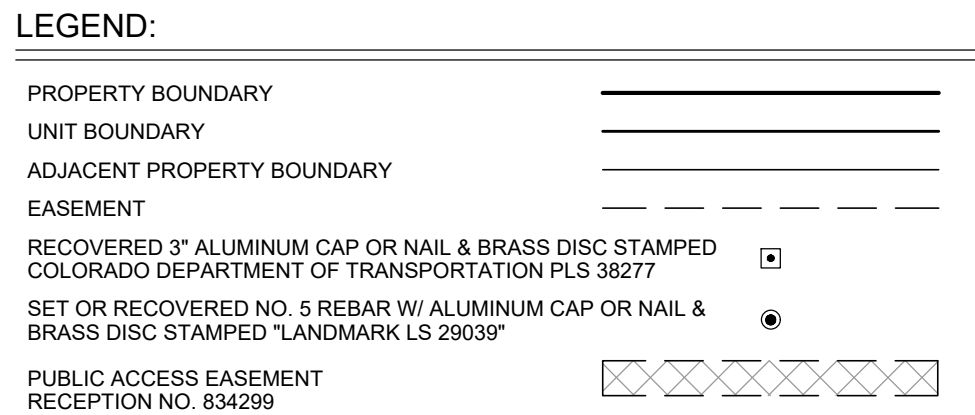 LEGEND:
PROPERTY BOUNDARY
UNIT BOUNDARY
ADJACENT PROPERTY BOUNDARY
EASEMENT
RECOVERED 3" ALUMINUM CAP OR NAIL & BRASS DISC STAMPED
COLORADO DEPARTMENT OF TRANSPORTATION PLS 38277
SET OR RECOVERED NO. 5 REBAR W/ ALUMINUM CAP OR NAIL &
BRASS DISC STAMPED "LANDMARK LS 29039"
PUBLIC ACCESS EASEMENT
RECEPTION NO. 834299